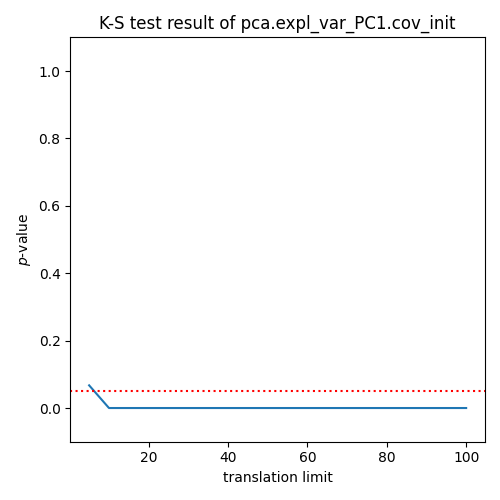 K-S test result of pca.expl_var_PC1.cov_init
1.0
0.8
0.6
0.4
0.2
0.0
p-value
20 40 60 80 100
translation limit